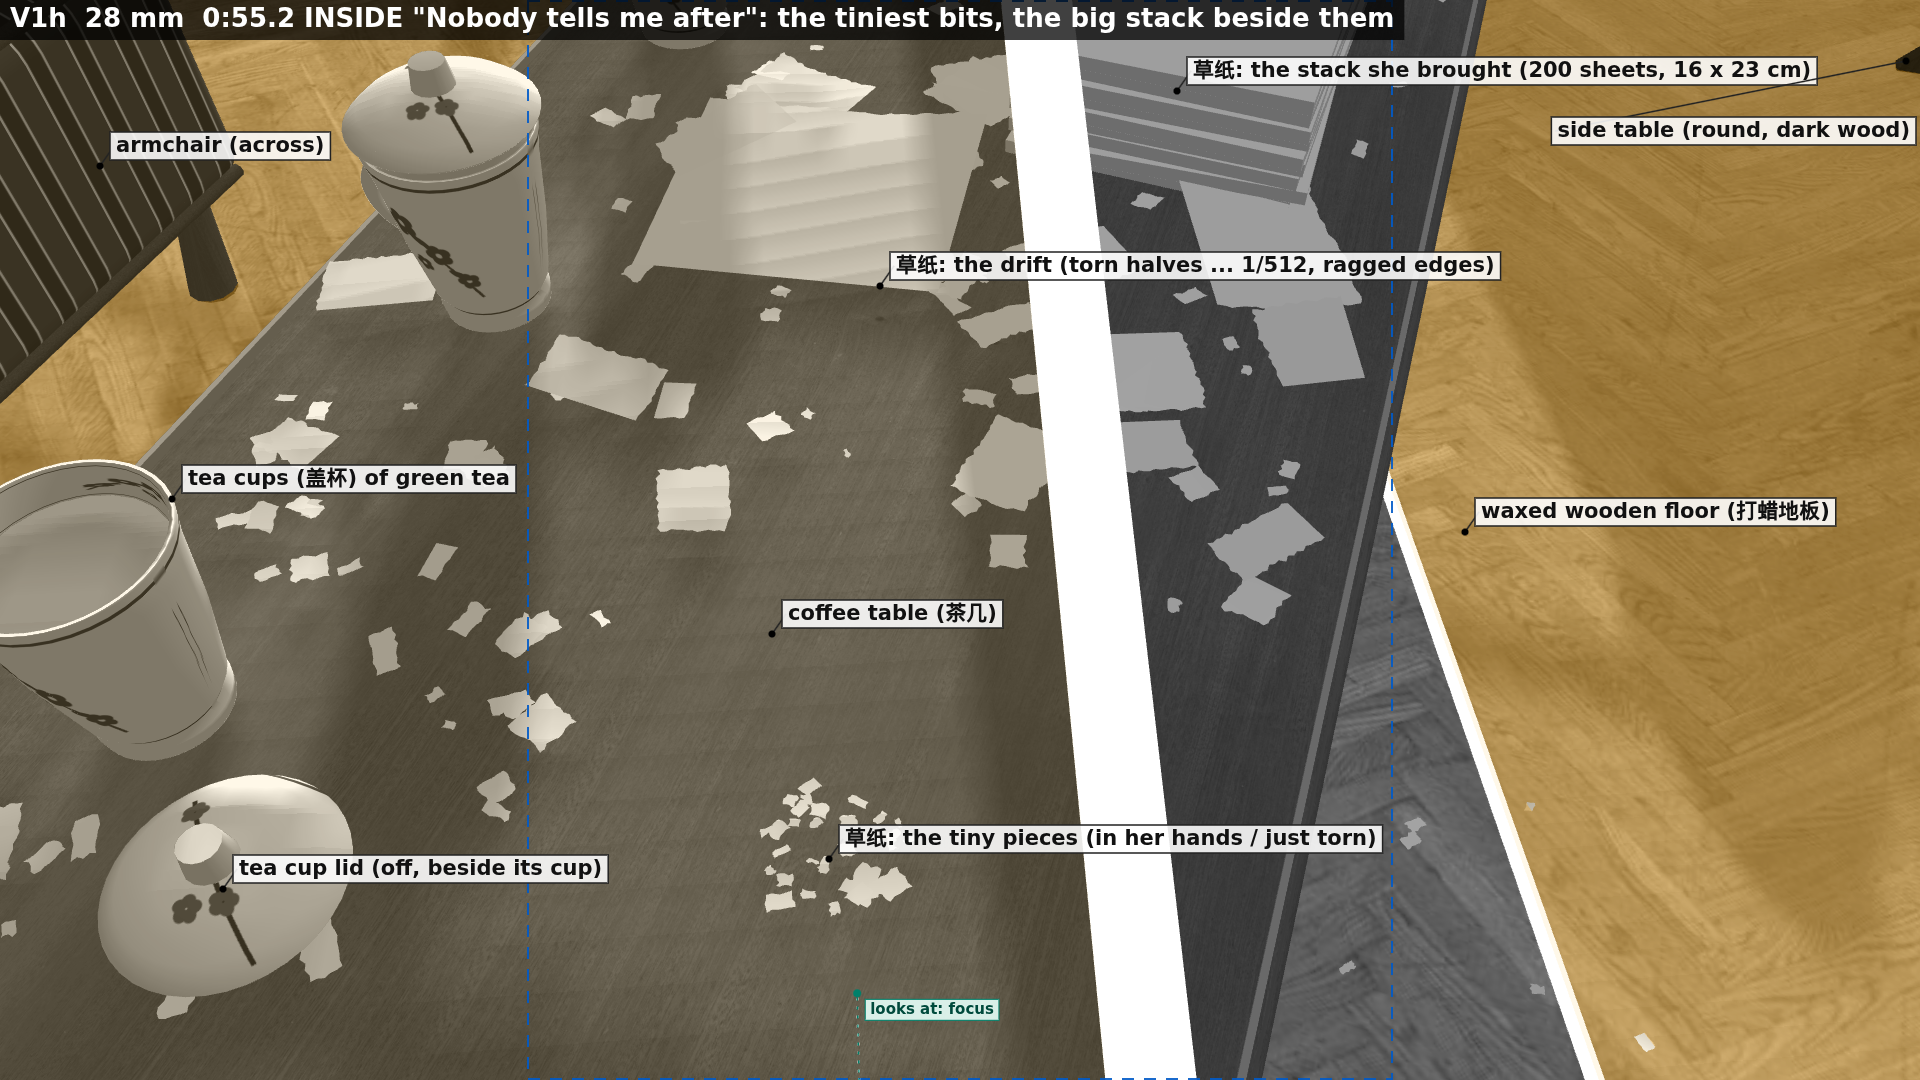 V1h 28 mm 0:55.2 INSIDE "Nobody tells me after": the tiniest bits, the big stack beside them
草纸: the stack she brought (200 sheets, 16 x 23 cm)
side table (round, dark wood)
armchair (across)
草纸: the drift (torn halves ... 1/512, ragged edges)
tea cups (盖杯) of green tea
waxed wooden floor (打蜡地板)
coffee table (茶几)
草纸: the tiny pieces (in her hands / just torn)
tea cup lid (off, beside its cup)
looks at: focus